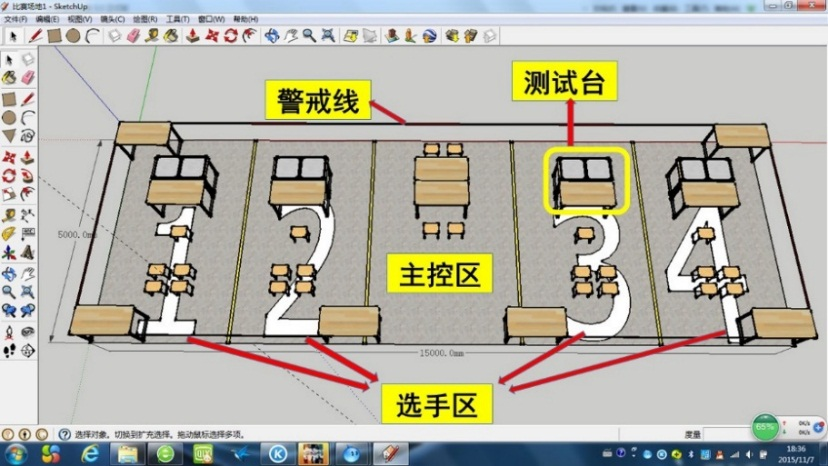 比赛场地1 - SketchUp
文件(F) 编辑(E) 视图(V) 镜头(C) 绘图(R) 工具(T) 窗口(W) 帮助(H)
警戒线
测试台
1
2
3
4
5000.0mm
主控区
15000.0mm
选手区
选择对象。切换到扩充选择。拖动鼠标选择多项。
度量
65%
0K/s
0K/s
18:36
2015/11/7